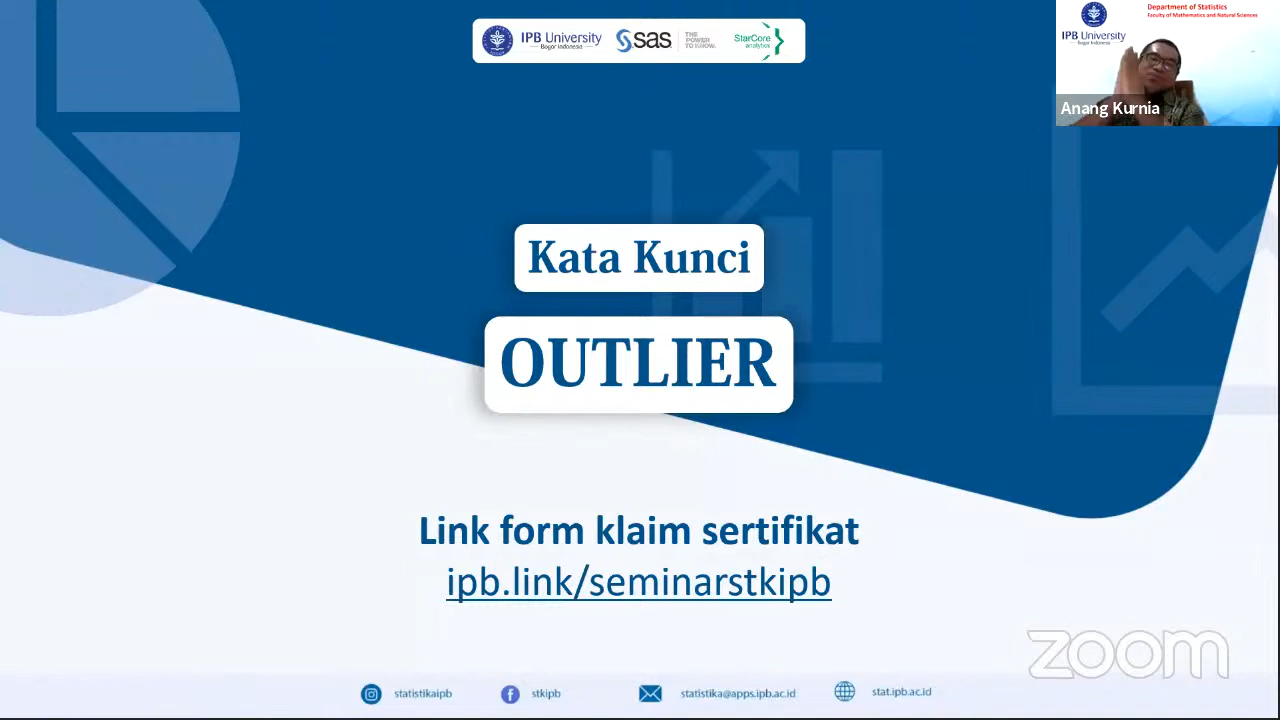 IPB University
Bogor Indonesia
sas
THE
POWER
TO KNOW.
StarCore
analytics
Department of Statistics
Faculty of Mathematics and Natural Sciences
IPB University
Bogor Indonesia
Anang Kurnia
Kata Kunci
OUTLIER
Link form klaim sertifikat
ipb.link/seminarstkipb
zoom
statistikaipb
stkipb
statistika@apps.ipb.ac.id
stat.ipb.ac.id